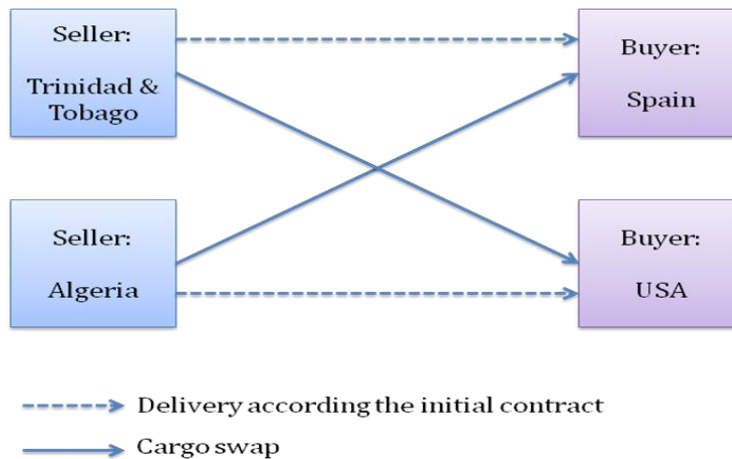 Seller:
Trinidad &
Tobago
Buyer:
Spain
Seller:
Algeria
Buyer:
USA
Delivery according the initial contract
Cargo swap